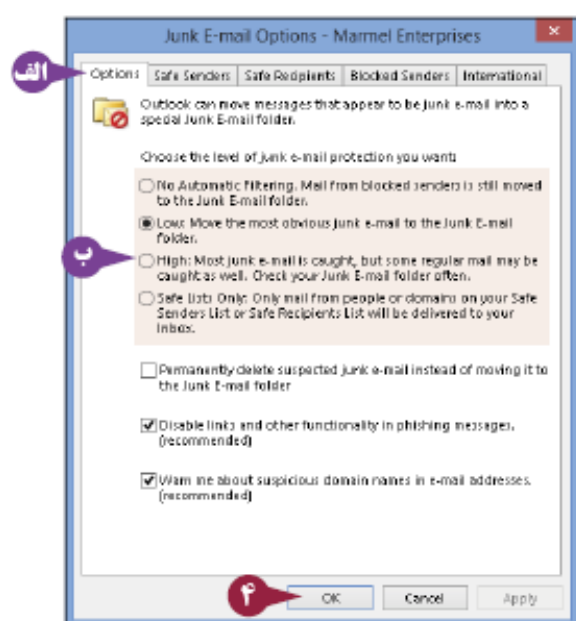 Junk E-mail Options - Marmel Enterprises
الف
Options Safe Senders Safe Recipients Blocked Senders International
Outlook can move messages that appear to be junk e-mail into a
special Junk E-mail folder.
Choose the level of junk e-mail protection you want:
No Automatic Filtering. Mail from blocked senders is still moved
to the Junk E-mail folder.
Low: Move the most obvious junk e-mail to the Junk E-mail
folder.
ب
High: Most junk e-mail is caught, but some regular mail may be
caught as well. Check your Junk E-mail folder often.
Safe Lists Only: Only mail from people or domains on your Safe
Senders List or Safe Recipients List will be delivered to your
Inbox.
Permanently delete suspected junk e-mail instead of moving it to
the Junk E-mail folder
Disable links and other functionality in phishing messages.
(recommended)
Warn me about suspicious domain names in e-mail addresses.
(recommended)
۴
OK Cancel Apply